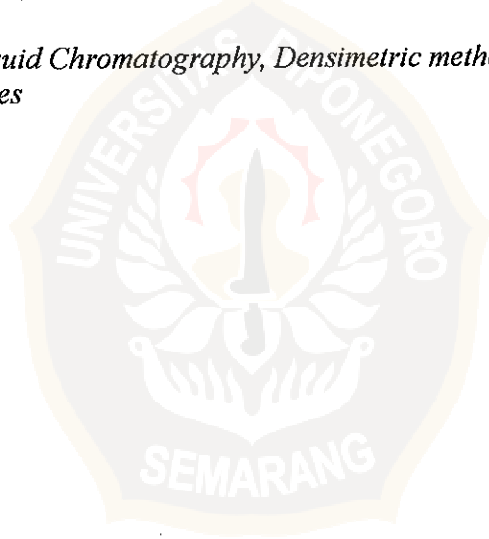 uid Chromatography, Densimetric meth
es
UNIVERSITAS DIPONEGORO
SEMARANG